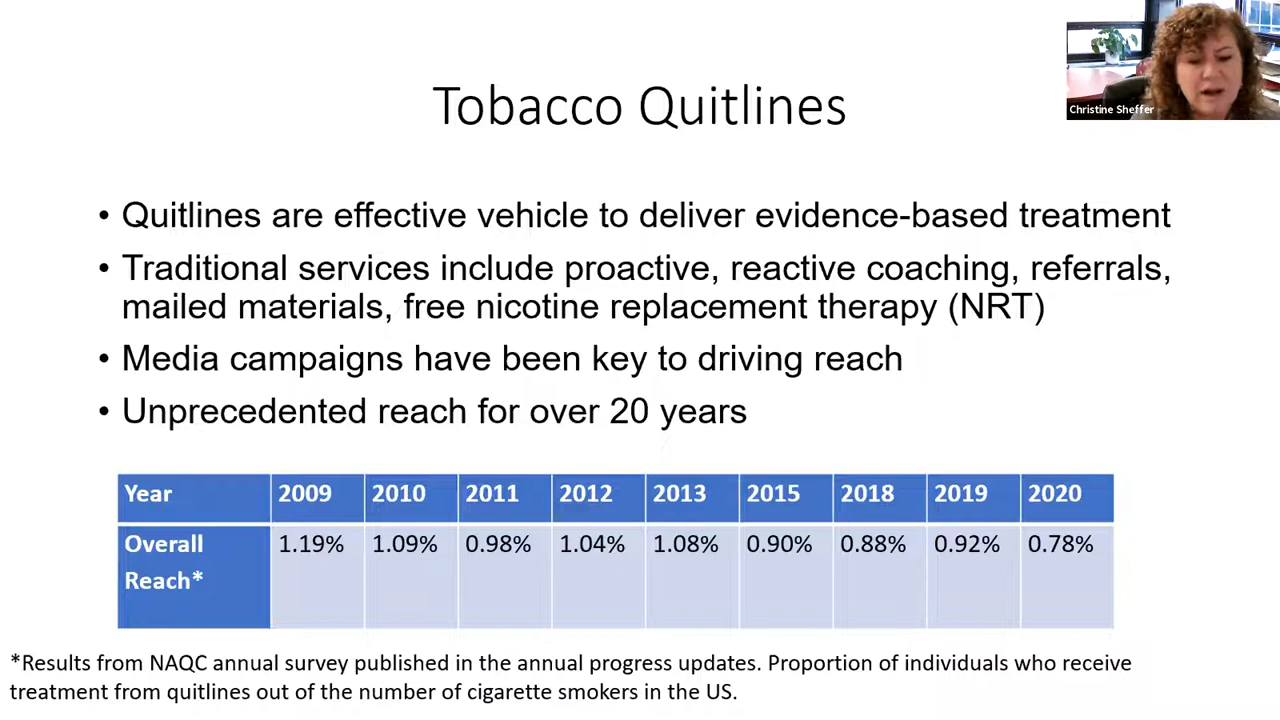 Christine Sheffer
Tobacco Quitlines
• Quitlines are effective vehicle to deliver evidence-based treatment
• Traditional services include proactive, reactive coaching, referrals,
mailed materials, free nicotine replacement therapy (NRT)
• Media campaigns have been key to driving reach
• Unprecedented reach for over 20 years
Year 2009 2010 2011 2012 2013 2015 2018 2019 2020
Overall 1.19% 1.09% 0.98% 1.04% 1.08% 0.90% 0.88% 0.92% 0.78%
Reach*
*Results from NAQC annual survey published in the annual progress updates. Proportion of individuals who receive
treatment from quitlines out of the number of cigarette smokers in the US.